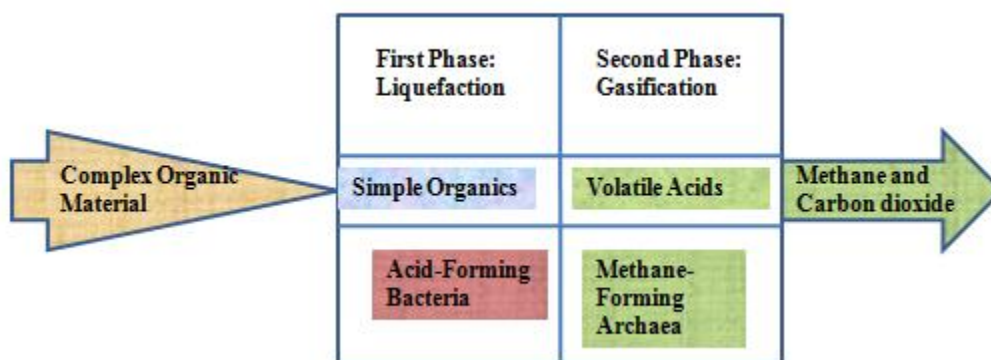 First Phase:
Liquefaction
Second Phase:
Gasification
Complex Organic
Material
Simple Organics
Volatile Acids
Methane and
Carbon dioxide
Acid-Forming
Bacteria
Methane-
Forming
Archaea